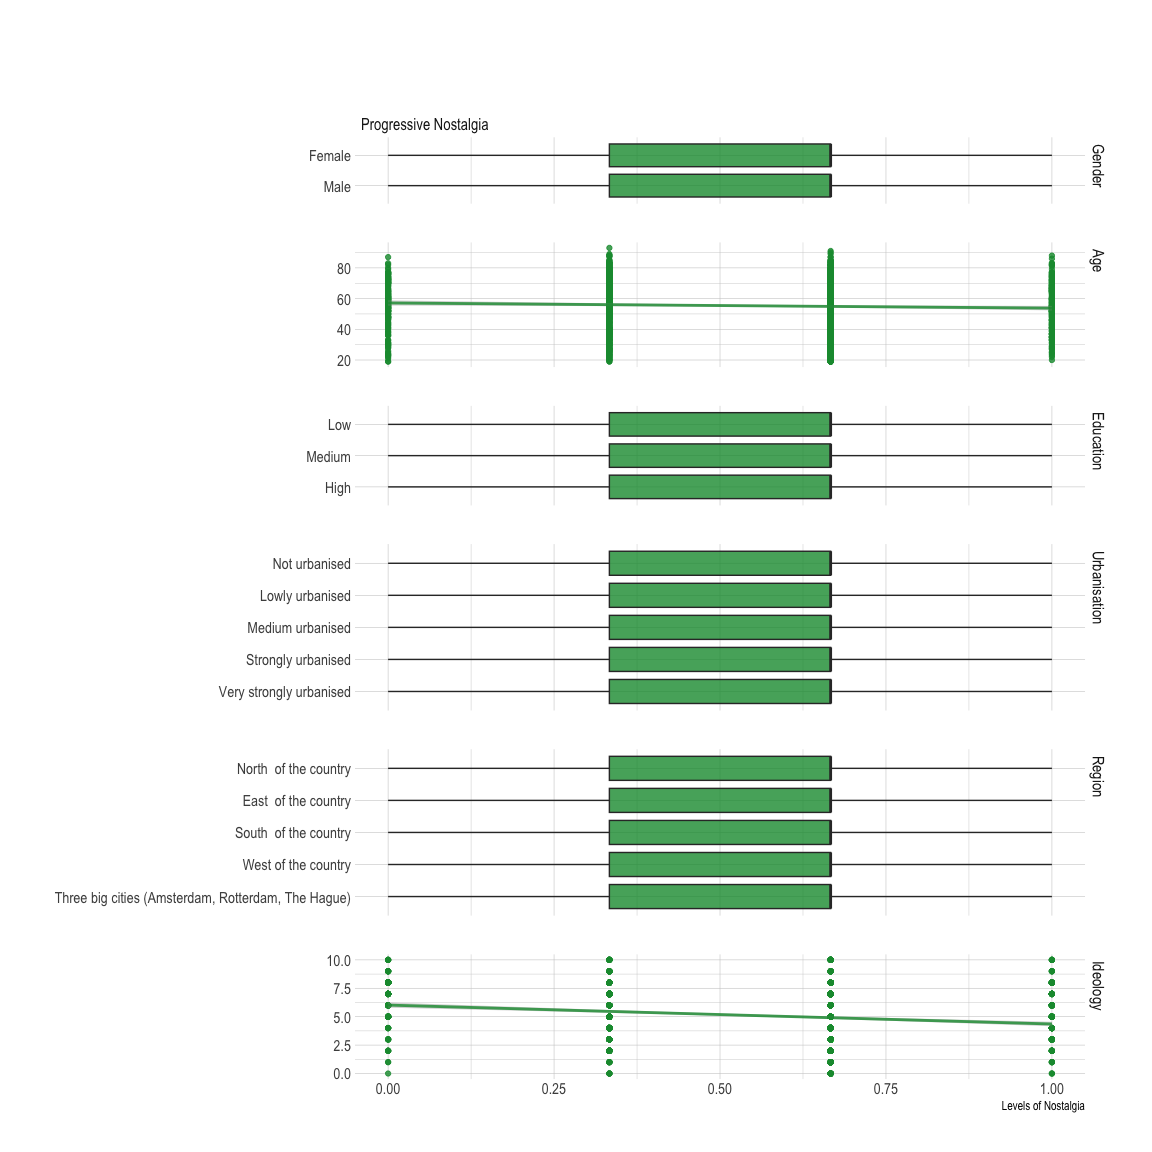 Progressive Nostalgia
Female
Male
Gender
80
60
40
20
Age
Low
Medium
High
Education
Not urbanised
Lowly urbanised
Medium urbanised
Strongly urbanised
Very strongly urbanised
Urbanisation
North  of the country
East  of the country
South  of the country
West of the country
Three big cities (Amsterdam, Rotterdam, The Hague)
Region
10.0
7.5
5.0
2.5
0.0
Ideology
0.00 0.25 0.50 0.75 1.00
Levels of Nostalgia